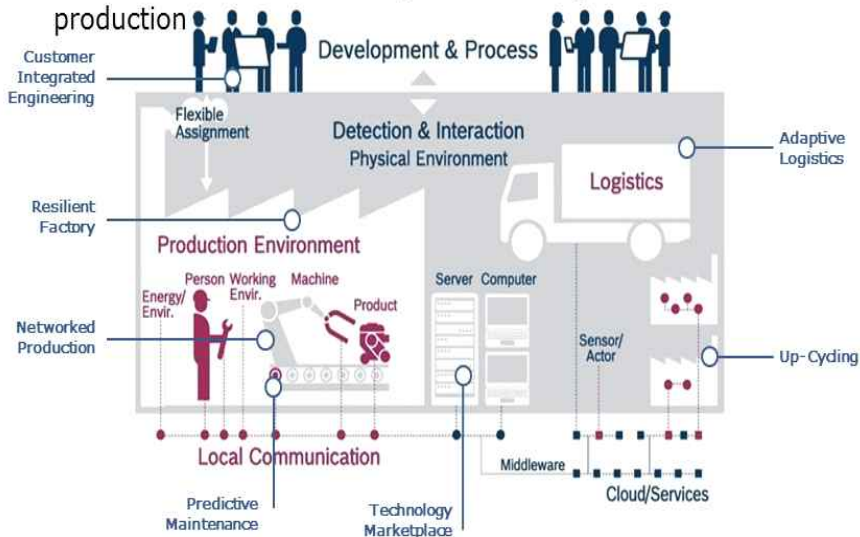 production
Development & Process
Customer
Integrated
Engineering
Flexible
Assignment
Detection & Interaction
Physical Environment
Adaptive
Logistics
Logistics
Resilient
Factory
Production Environment
Person
Working
Envir.
Machine
Product
Energy/
Envir.
Server
Computer
Networked
Production
Sensor/
Actor
Up-Cycling
Local Communication
Middleware
Cloud/Services
Predictive
Maintenance
Technology
Marketplace